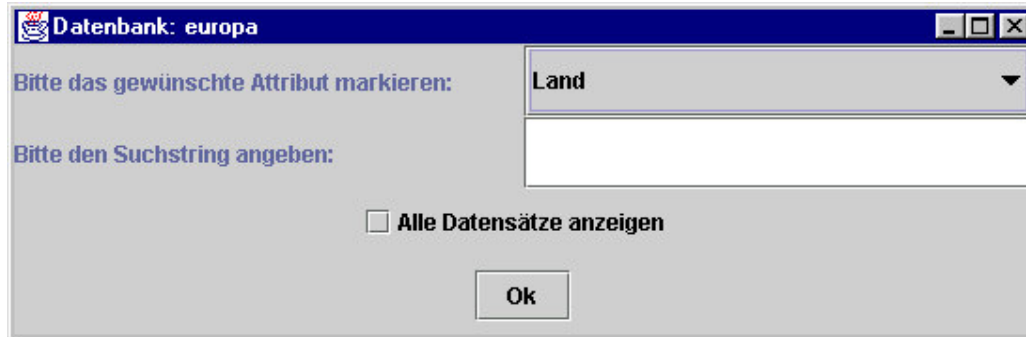 Datenbank: europa
Bitte das gewünschte Attribut markieren: Land
Bitte den Suchstring angeben:
Alle Datensätze anzeigen
Ok